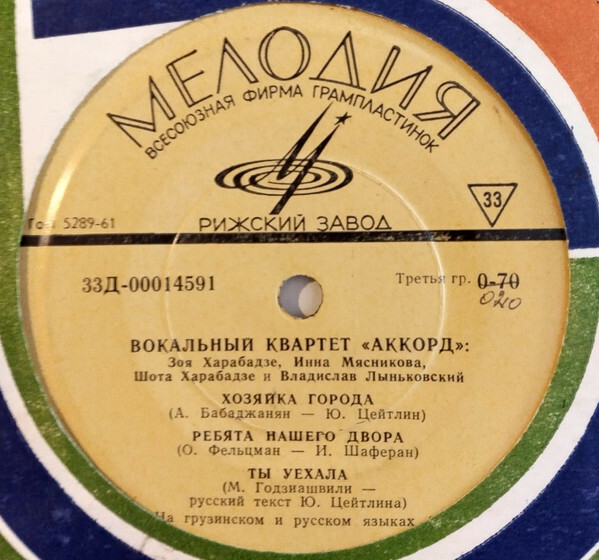 МЕЛОДИЯ
ВСЕСОЮЗНАЯ ФИРМА ГРАМПЛАСТИНОК
33
Гост 5289-61
РИЖСКИЙ ЗАВОД
33Д-00014591
Третья гр. 0-70
020
ВОКАЛЬНЫЙ КВАРТЕТ «АККОРД»:
Зоя Харабадзе, Инна Мясникова,
Шота Харабадзе и Владислав Лыньковский
ХОЗЯЙКА ГОРОДА
(А. Бабаджанян — Ю. Цейтлин)
РЕБЯТА НАШЕГО ДВОРА
(О. Фельцман — И. Шаферан)
ТЫ УЕХАЛА
(М. Годзиашвили —
русский текст Ю. Цейтлина)
На грузинском и русском языках